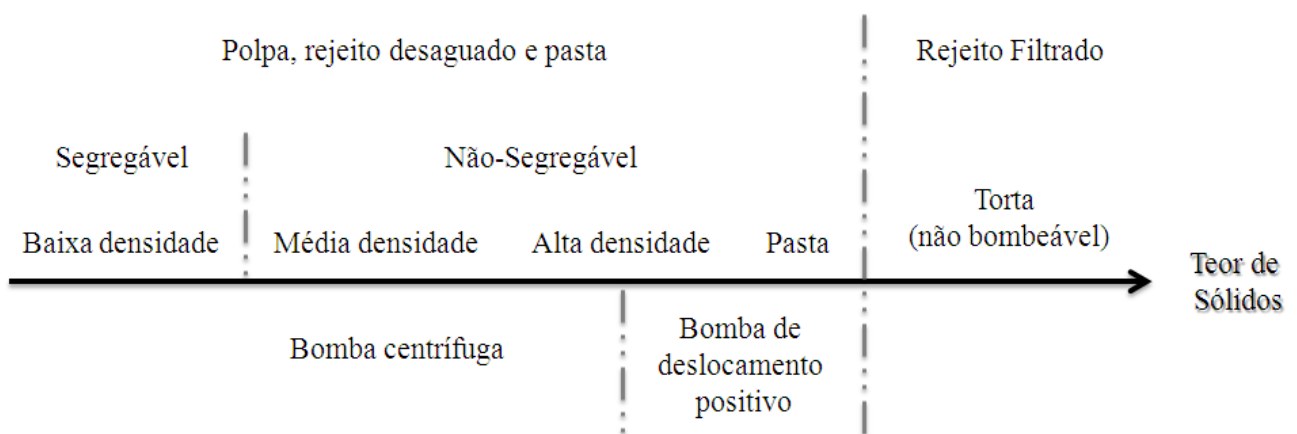 Polpa, rejeito desaguado e pasta
Rejeito Filtrado
Segregável
Não-Segregável
Baixa densidade
Média densidade
Alta densidade
Pasta
Torta
(não bombeável)
Teor de
Sólidos
Bomba centrífuga
Bomba de
deslocamento
positivo